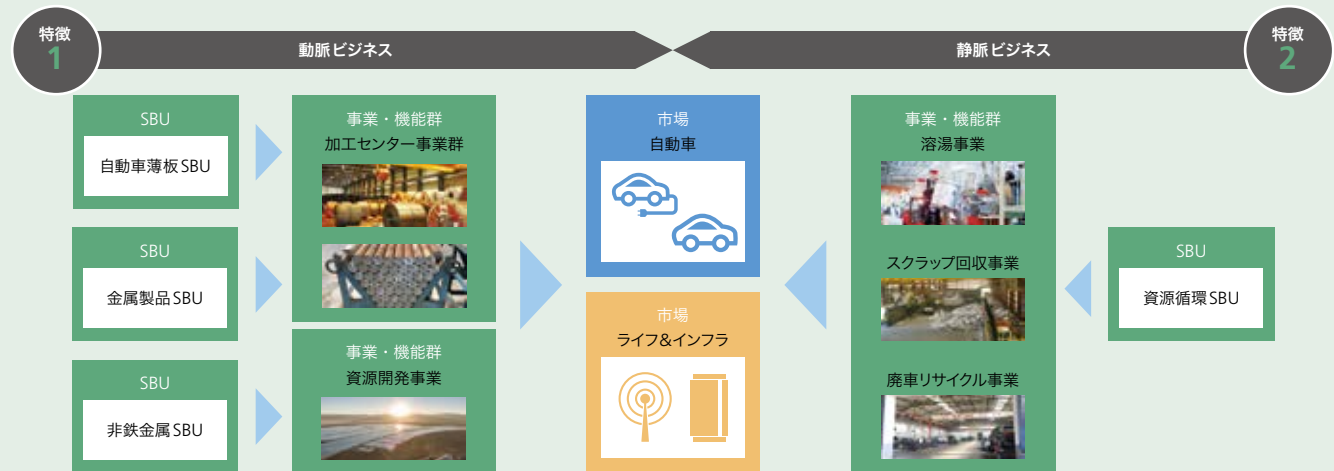 特徴
1
動脈ビジネス
静脈ビジネス
特徴
2
SBU
自動車薄板SBU
SBU
金属製品SBU
SBU
非鉄金属SBU
事業・機能群
加工センター事業群
事業・機能群
資源開発事業
市場
自動車
市場
ライフ&インフラ
事業・機能群
溶湯事業
スクラップ回収事業
廃車リサイクル事業
SBU
資源循環SBU